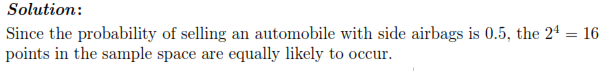 Solution:
Since the probability of selling an automobile with side airbags is 0.5, the 2⁴ = 16
points in the sample space are equally likely to occur.